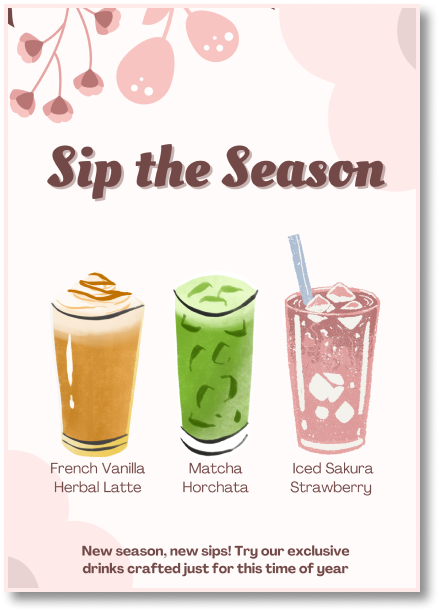 Sip the Season
French Vanilla
Herbal Latte
Matcha
Horchata
Iced Sakura
Strawberry
New season, new sips! Try our exclusive
drinks crafted just for this time of year